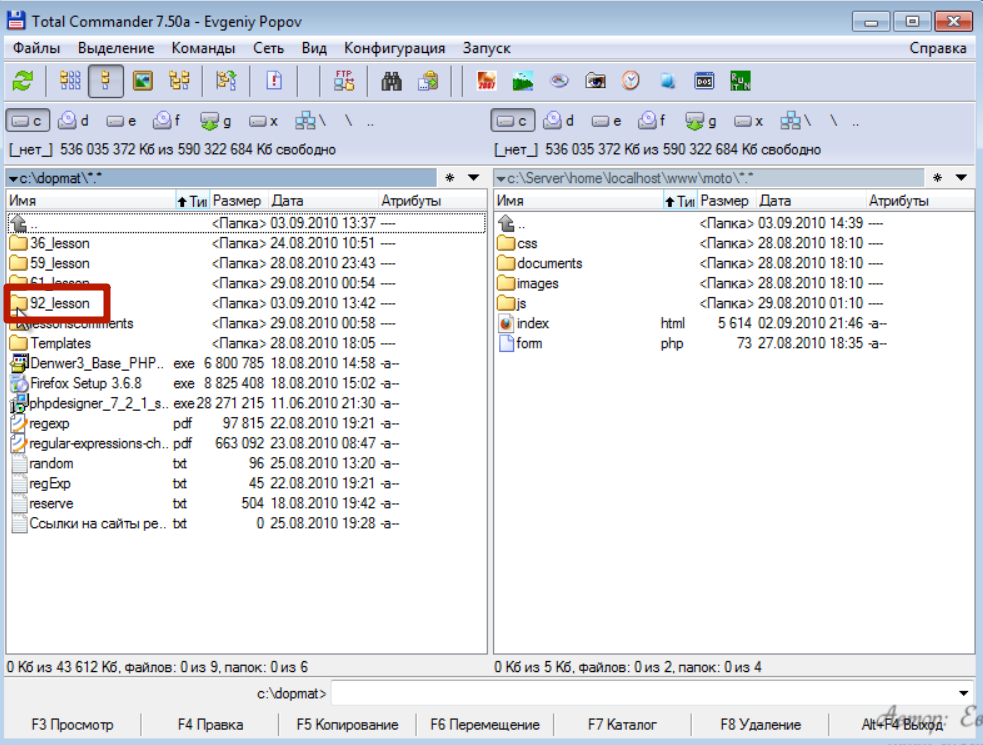 Total Commander 7.50a - Evgeniy Popov
Файлы Выделение Команды Сеть Вид Конфигурация Запуск Справка
FTP
c d e f g x \ \ .. c d e f g x \ \ ..
[_нет_] 536 035 372 Кб из 590 322 684 Кб свободно [_нет_] 536 035 372 Кб из 590 322 684 Кб свободно
c:\dopmat\*.* * c:\Server\home\localhost\www\moto\*.* *
Имя Тип Размер Дата Атрибуты Имя Тип Размер Дата Атрибуты
.. <Папка> 03.09.2010 13:37 ---- .. <Папка> 03.09.2010 14:39 ----
36_lesson <Папка> 24.08.2010 10:51 ---- css <Папка> 28.08.2010 18:10 ----
59_lesson <Папка> 28.08.2010 23:43 ---- documents <Папка> 28.08.2010 18:10 ----
61_lesson <Папка> 29.08.2010 00:54 ---- images <Папка> 28.08.2010 18:10 ----
92_lesson <Папка> 03.09.2010 13:42 ---- js <Папка> 29.08.2010 01:10 ----
lessonscomments <Папка> 29.08.2010 00:58 ---- index html 5 614 02.09.2010 21:46 -a--
Templates <Папка> 28.08.2010 18:05 ---- form php 73 27.08.2010 18:35 -a--
Denwer3_Base_PHP.. exe 6 800 785 18.08.2010 14:58 -a--
Firefox Setup 3.6.8 exe 8 825 408 18.08.2010 15:02 -a--
phpdesigner_7_2_1_s.. exe 28 271 215 11.06.2010 21:30 -a--
regexp pdf 97 815 22.08.2010 19:21 -a--
regular-expressions-ch.. pdf 663 092 23.08.2010 08:47 -a--
random txt 96 25.08.2010 13:20 -a--
regExp txt 45 22.08.2010 19:21 -a--
reserve txt 504 18.08.2010 19:42 -a--
Ссылки на сайты ре.. txt 0 25.08.2010 19:28 -a--
0 Кб из 43 612 Кб, файлов: 0 из 9, папок: 0 из 6 0 Кб из 5 Кб, файлов: 0 из 2, папок: 0 из 4
c:\dopmat>
F3 Просмотр F4 Правка F5 Копирование F6 Перемещение F7 Каталог F8 Удаление Alt+F4 Выход
Автор: Ев